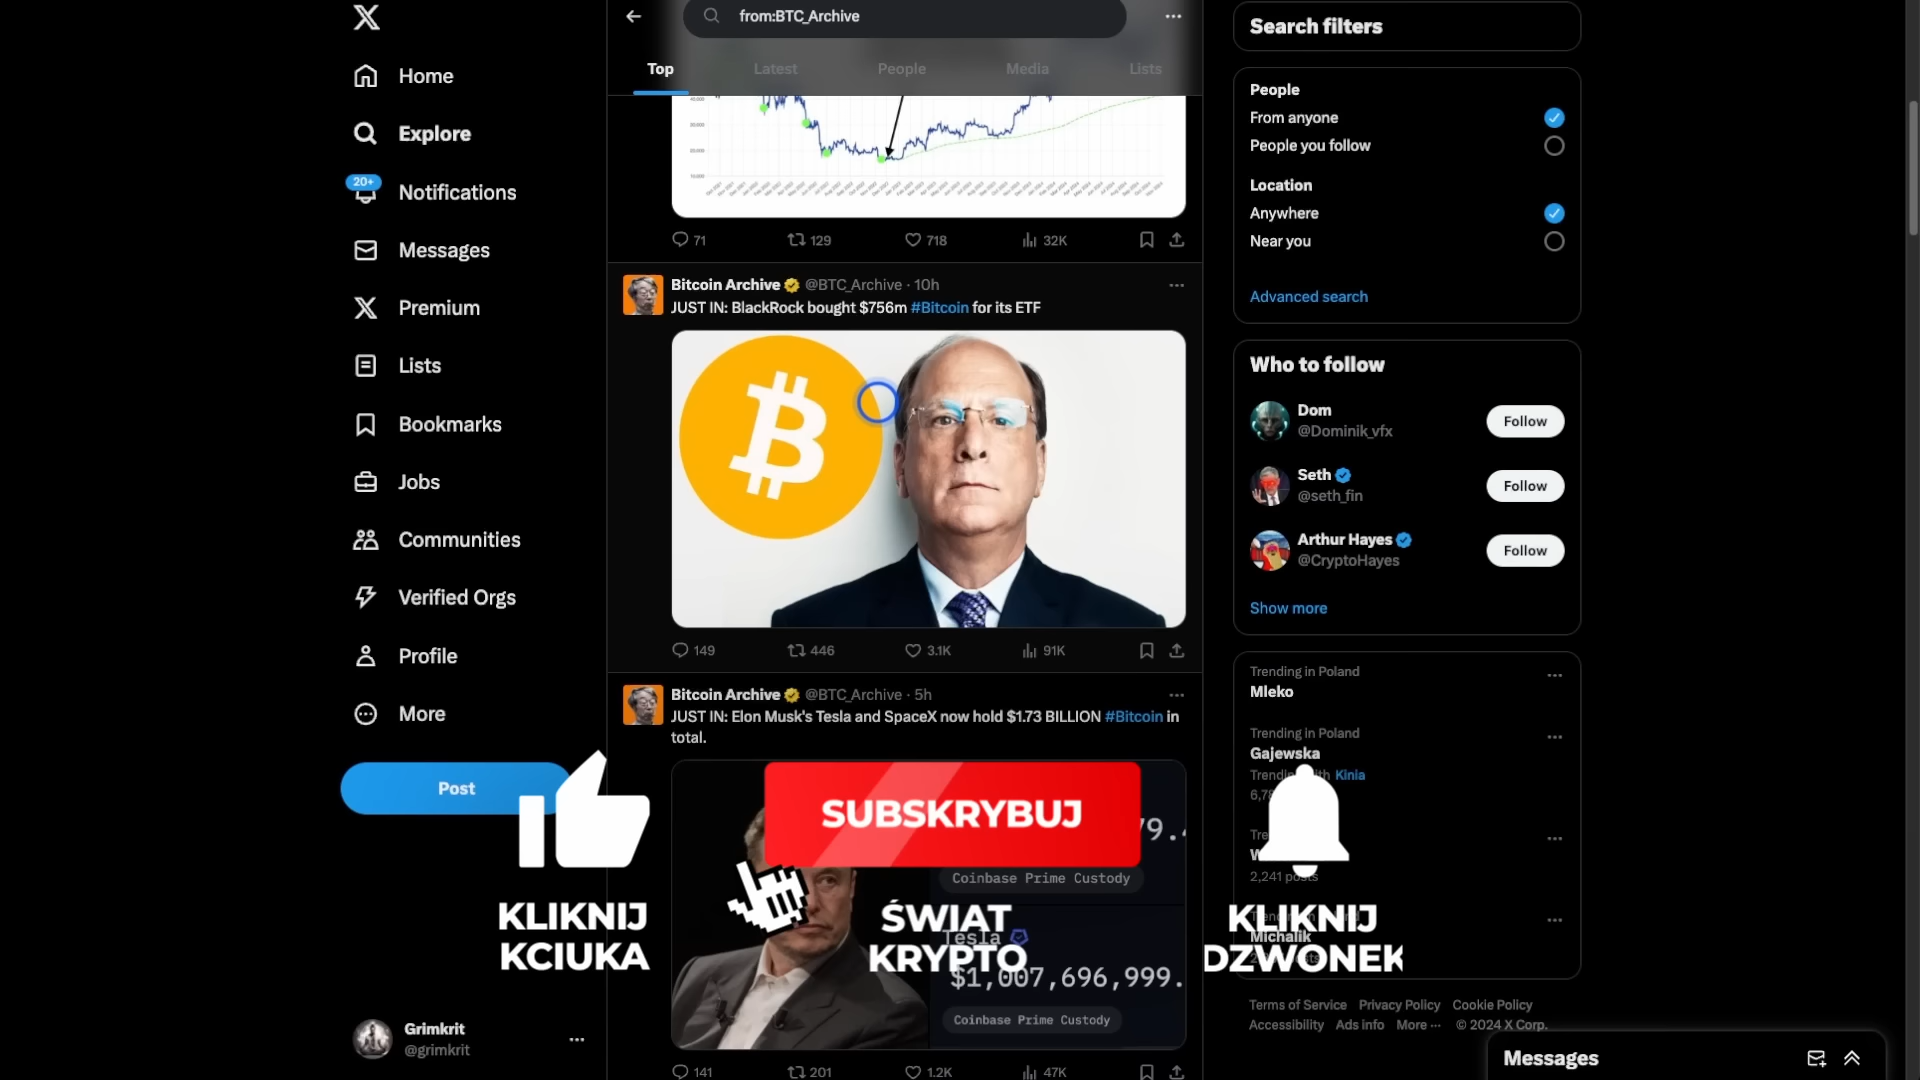 Home
Explore
20+
Notifications
Messages
Premium
Lists
Bookmarks
Jobs
Communities
Verified Orgs
Profile
More
Post
Grimkrit
@grimkrit
from:BTC_Archive
Top
Latest
People
Media
Lists
71
129
718
32K
Bitcoin Archive @BTC_Archive · 10h
JUST IN: BlackRock bought $756m #Bitcoin for its ETF
149
446
3.1K
91K
Bitcoin Archive @BTC_Archive · 5h
JUST IN: Elon Musk's Tesla and SpaceX now hold $1.73 BILLION #Bitcoin in
total.
Coinbase Prime Custody
Tesla
$1,007,696,999.
Coinbase Prime Custody
141
201
1.2K
47K
KLIKNIJ
KCIUKA
SUBSKRYBUJ
ŚWIAT
KRYPTO
KLIKNIJ
DZWONEK
Search filters
People
From anyone
People you follow
Location
Anywhere
Near you
Advanced search
Who to follow
Dom
@Dominik_vfx
Follow
Seth
@seth_fin
Follow
Arthur Hayes
@CryptoHayes
Follow
Show more
Trending in Poland
Mleko
Trending in Poland
Gajewska
Kinia
2,241 posts
Michalik
Terms of Service Privacy Policy Cookie Policy
Accessibility Ads info More ··· © 2024 X Corp.
Messages